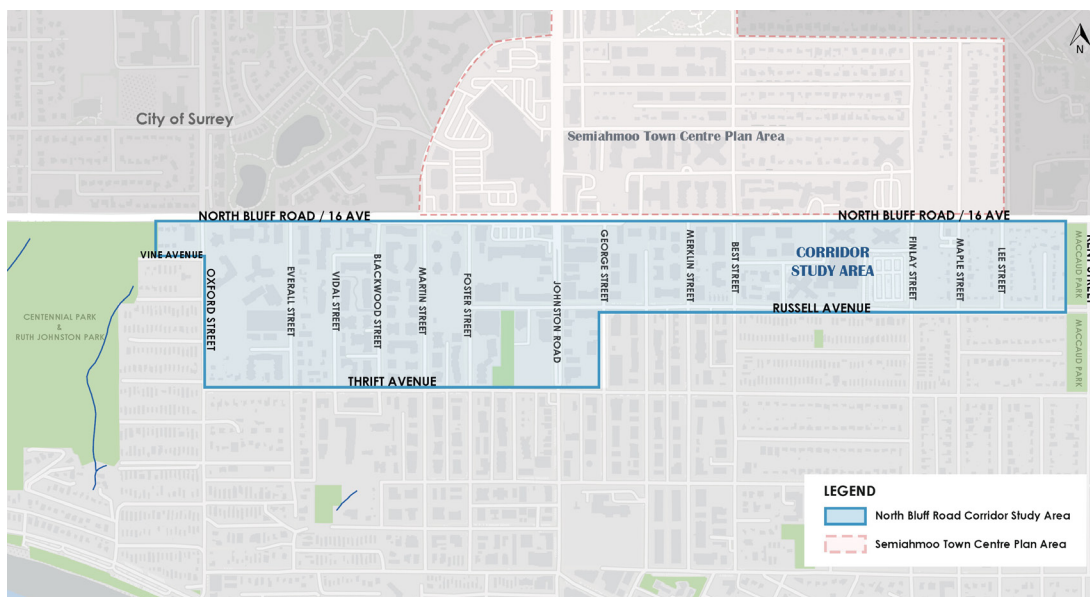 N
City of Surrey
Semiahmoo Town Centre Plan Area
NORTH BLUFF ROAD / 16 AVE
NORTH BLUFF ROAD / 16 AVE
VINE AVENUE
OXFORD STREET
EVERALL STREET
VIDAL STREET
BLACKWOOD STREET
MARTIN STREET
FOSTER STREET
JOHNSTON ROAD
GEORGE STREET
MERKLIN STREET
BEST STREET
CORRIDOR
STUDY AREA
FINLAY STREET
MAPLE STREET
LEE STREET
MACCAUD PARK
KENT STREET
RUSSELL AVENUE
CENTENNIAL PARK
&
RUTH JOHNSTON PARK
MACCAUD PARK
THRIFT AVENUE
LEGEND
North Bluff Road Corridor Study Area
Semiahmoo Town Centre Plan Area